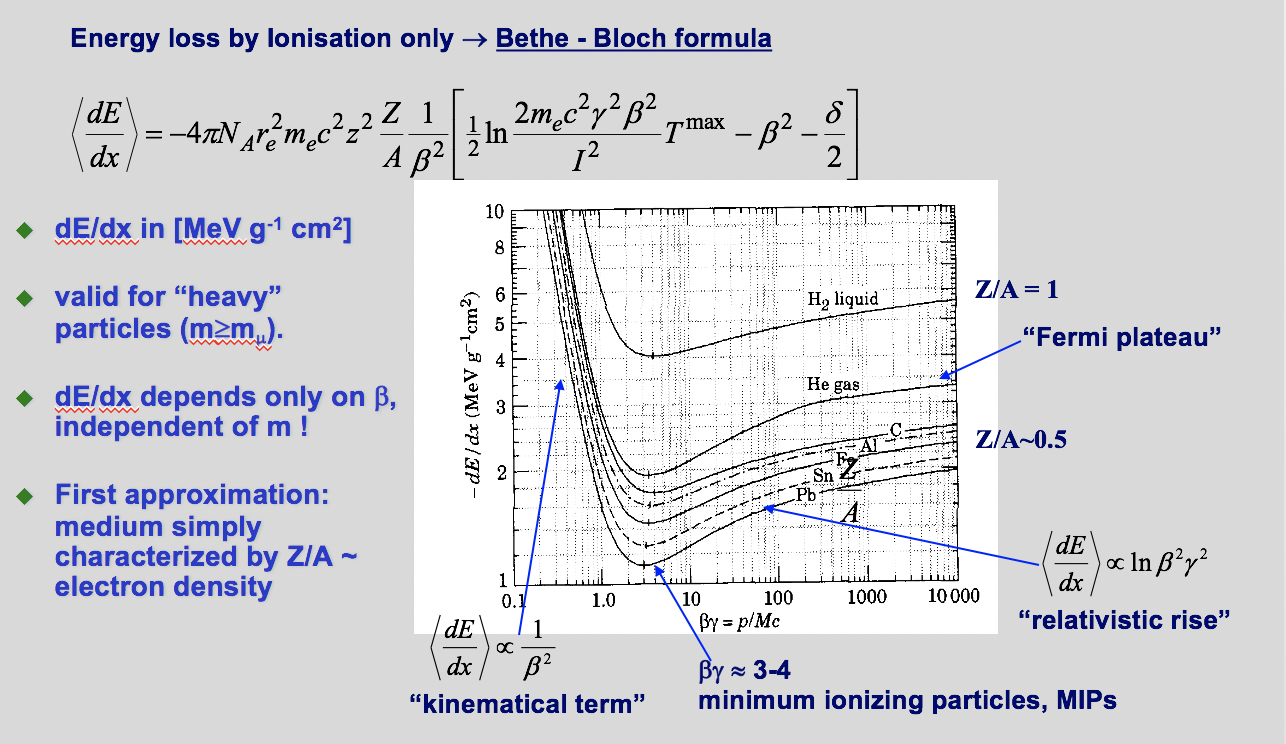 Energy loss by Ionisation only → Bethe - Bloch formula
⟨dE/dx⟩ = −4πN_A r_e² m_e c² z² Z/A 1/β² [½ ln 2m_e c² γ² β² / I² T^max − β² − δ/2]
◆ dE/dx in [MeV g⁻¹ cm²]
◆ valid for “heavy”
particles (m≥m_μ).
◆ dE/dx depends only on β,
independent of m !
◆ First approximation:
medium simply
characterized by Z/A ~
electron density
−dE/dx (MeV g⁻¹cm²)
10
8
6
5
4
3
2
1
0.1 1.0 10 100 1000 10 000
βγ = p/Mc
H₂ liquid
He gas
C
Al
Fe
Sn
Pb
Z/A
Z/A = 1
“Fermi plateau”
Z/A~0.5
⟨dE/dx⟩ ∝ ln β²γ²
“relativistic rise”
⟨dE/dx⟩ ∝ 1/β²
“kinematical term”
βγ ≈ 3-4
minimum ionizing particles, MIPs